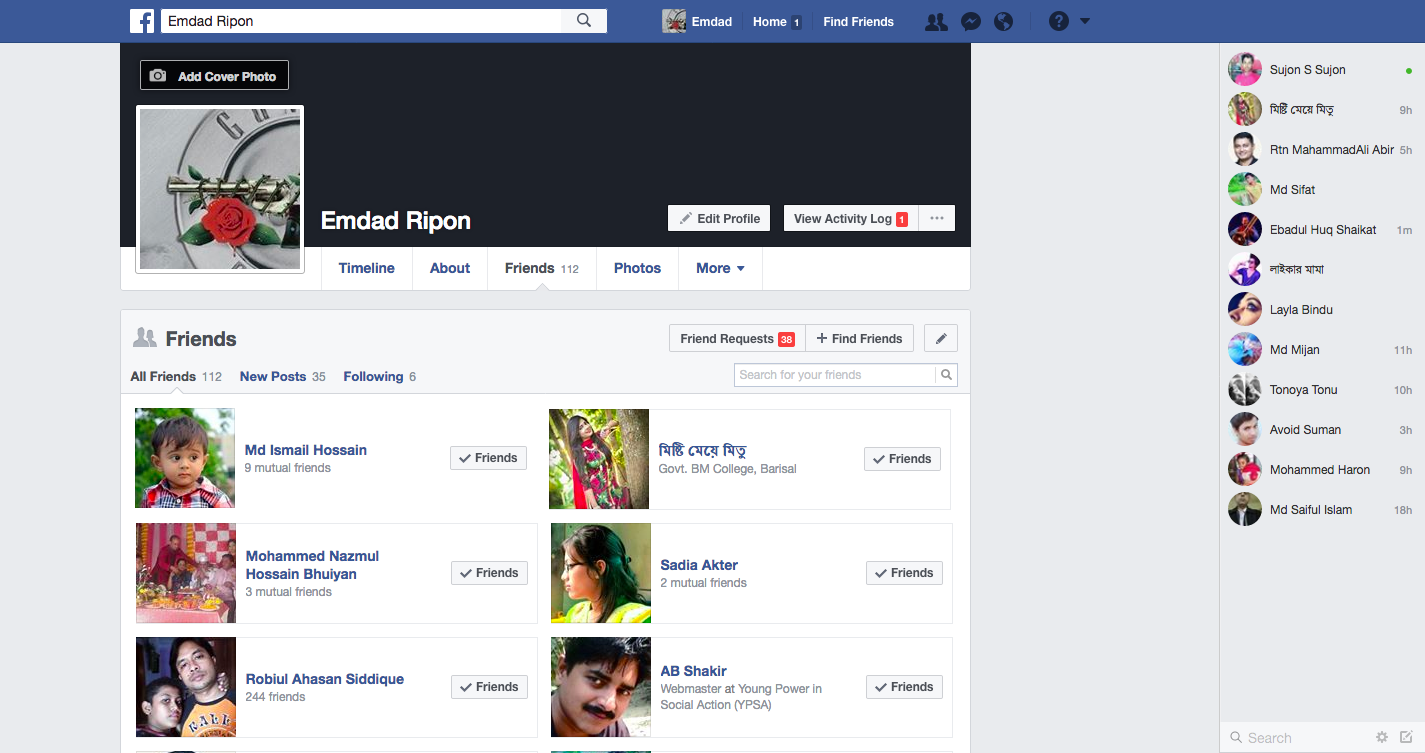 Emdad Ripon
Emdad
Home 1
Find Friends
?
Add Cover Photo
GUN
Emdad Ripon
Edit Profile
View Activity Log 1
...
Timeline
About
Friends 112
Photos
More
Friends
Friend Requests 38
+ Find Friends
All Friends 112
New Posts 35
Following 6
Search for your friends
Md Ismail Hossain
9 mutual friends
Friends
মিষ্টি মেয়ে মিতু
Govt. BM College, Barisal
Friends
Mohammed Nazmul
Hossain Bhuiyan
3 mutual friends
Friends
Sadia Akter
2 mutual friends
Friends
Robiul Ahasan Siddique
244 friends
Friends
KALL
AB Shakir
Webmaster at Young Power in
Social Action (YPSA)
Friends
Sujon S Sujon
মিষ্টি মেয়ে মিতু 9h
Rtn MahammadAli Abir 5h
Md Sifat
Ebadul Huq Shaikat 1m
লাইকার মামা
Layla Bindu
Md Mijan 11h
Tonoya Tonu 10h
Avoid Suman 3h
Mohammed Haron 9h
Md Saiful Islam 18h
Search